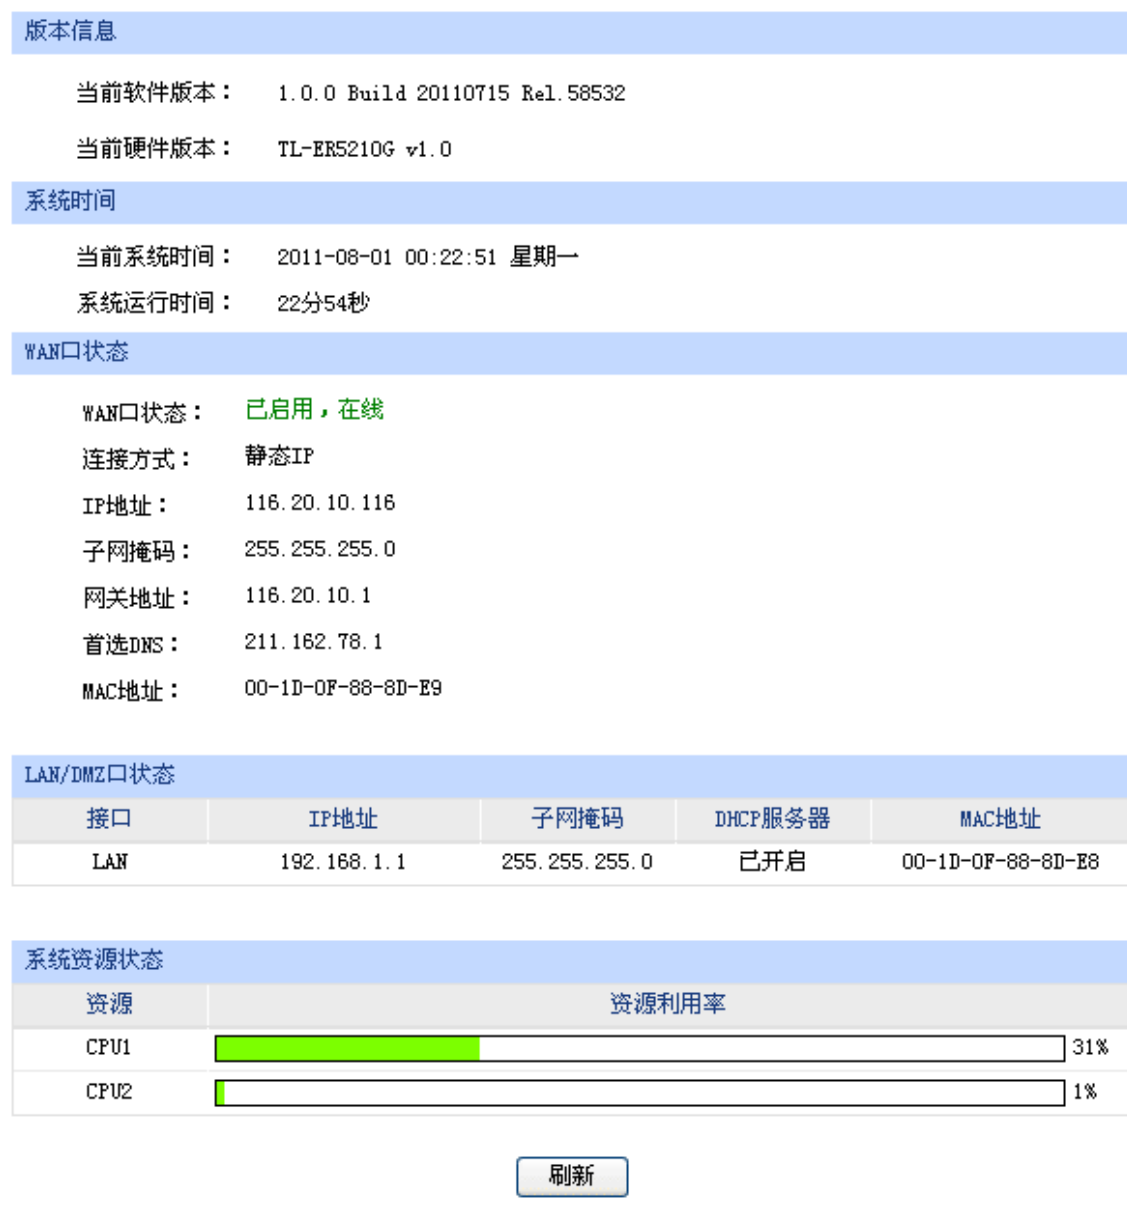 版本信息
当前软件版本： 1.0.0 Build 20110715 Rel.58532
当前硬件版本： TL-ER5210G v1.0
系统时间
当前系统时间： 2011-08-01 00:22:51 星期一
系统运行时间： 22分54秒
WAN口状态
WAN口状态： 已启用，在线
连接方式： 静态IP
IP地址： 116.20.10.116
子网掩码： 255.255.255.0
网关地址： 116.20.10.1
首选DNS： 211.162.78.1
MAC地址： 00-1D-0F-88-8D-E9
LAN/DMZ口状态
接口 IP地址 子网掩码 DHCP服务器 MAC地址
LAN 192.168.1.1 255.255.255.0 已开启 00-1D-0F-88-8D-E8
系统资源状态
资源 资源利用率
CPU1 31%
CPU2 1%
刷新